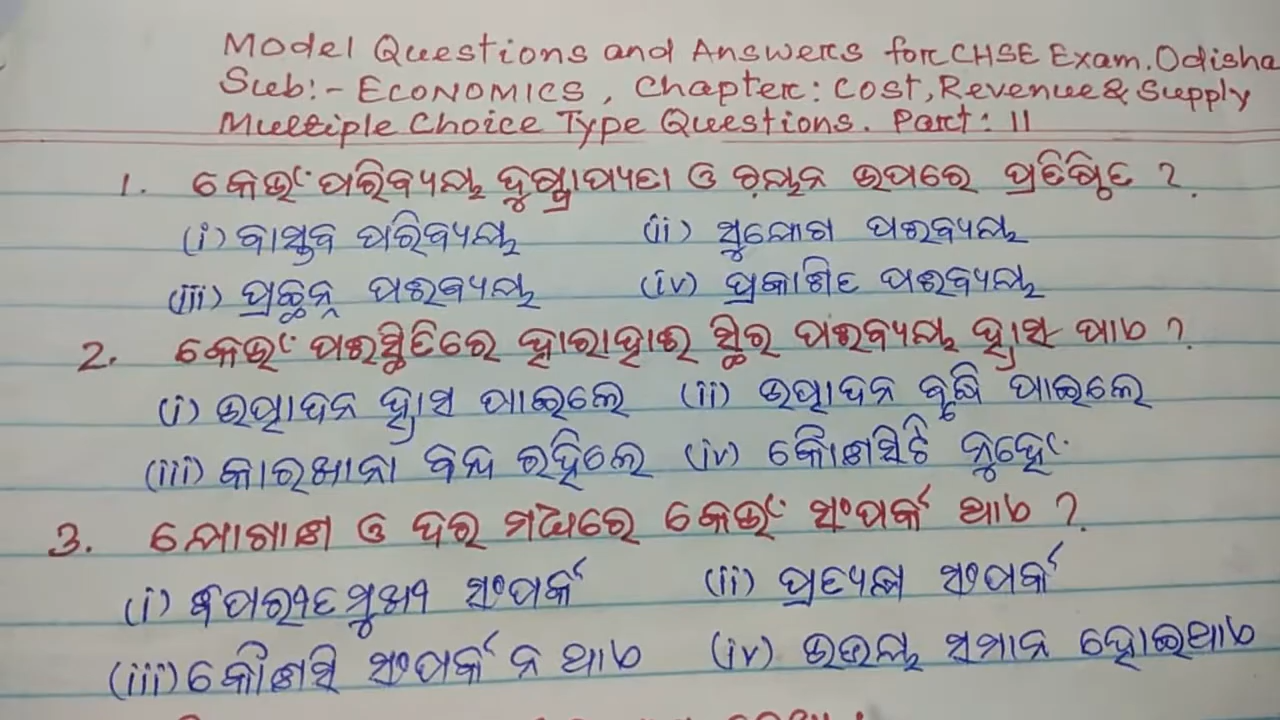 Model Questions and Answers for CHSE Exam. Odisha
Sub:- ECONOMICS, Chapter: Cost, Revenue & Supply
Multiple Choice Type Questions. Part: 11
1. କେଉଁ ପରିବ୍ୟୟ ଦୁଷ୍ପ୍ରାପ୍ୟତା ଓ ଚୟନ ଉପରେ ପ୍ରତିଷ୍ଠିତ ?
(i) ବାସ୍ତବ ପରିବ୍ୟୟ (ii) ସୁଯୋଗ ପରିବ୍ୟୟ
(iii) ପ୍ରଚ୍ଛନ୍ନ ପରିବ୍ୟୟ (iv) ପ୍ରକାଶିତ ପରିବ୍ୟୟ
2. କେଉଁ ପରିସ୍ଥିତିରେ ହାରାହାରି ସ୍ଥିର ପରିବ୍ୟୟ ହ୍ରାସ ପାଏ ?
(i) ଉତ୍ପାଦନ ହ୍ରାସ ପାଇଲେ (ii) ଉତ୍ପାଦନ ବୃଦ୍ଧି ପାଇଲେ
(iii) କାରଖାନା ବନ୍ଦ ରହିଲେ (iv) କୌଣସିଟି ନୁହେଁ
3. ଯୋଗାଣ ଓ ଦର ମଧ୍ୟରେ କେଉଁ ସଂପର୍କ ଥାଏ ?
(i) ବିପରୀତମୁଖୀ ସଂପର୍କ (ii) ପ୍ରତ୍ୟକ୍ଷ ସଂପର୍କ
(iii) କୌଣସି ସଂପର୍କ ନ ଥାଏ (iv) ଉଭୟ ସମାନ ହୋଇଥାଏ